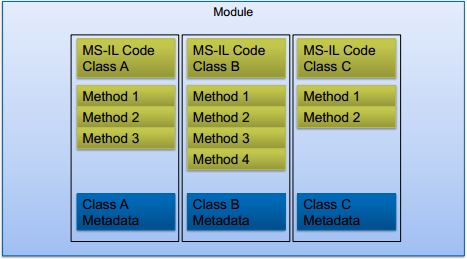 Module
MS-IL Code
Class A
Method 1
Method 2
Method 3
Class A
Metadata
MS-IL Code
Class B
Method 1
Method 2
Method 3
Method 4
Class B
Metadata
MS-IL Code
Class C
Method 1
Method 2
Class C
Metadata